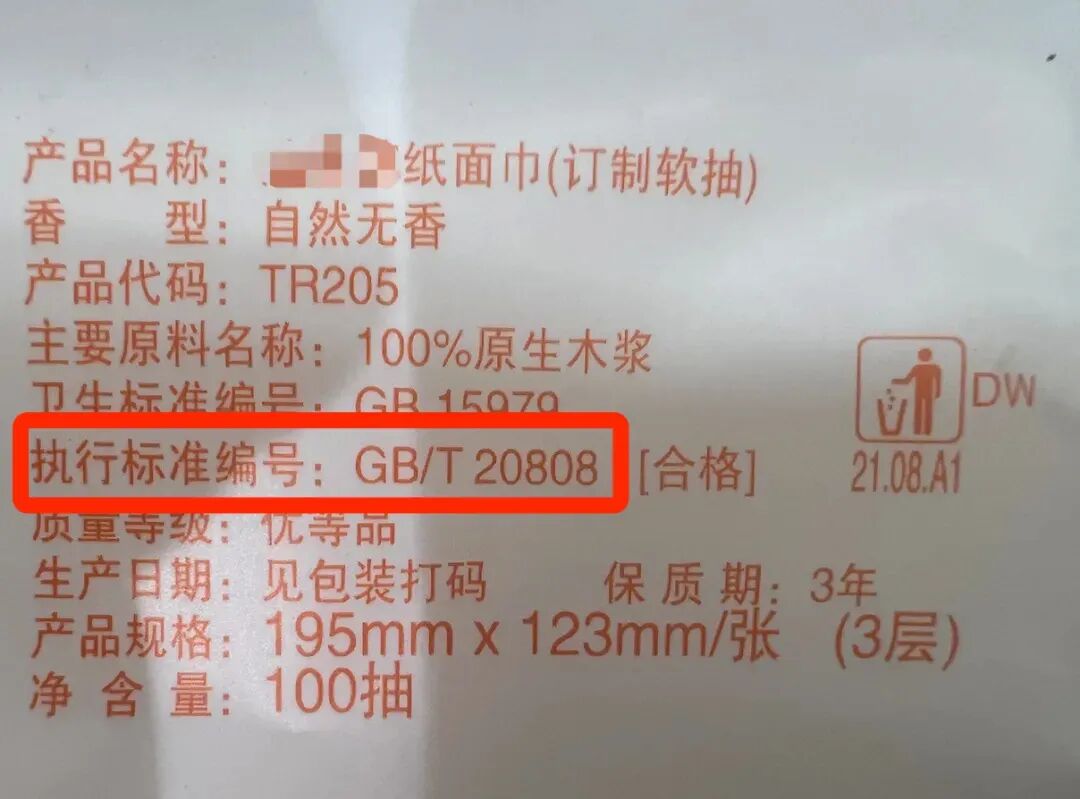 产品名称：纸面巾(订制软抽)
香型：自然无香
产品代码：TR205
主要原料名称：100%原生木浆
卫生标准编号：GB 15979
执行标准编号：GB/T 20808 [合格]
质量等级：优等品
生产日期：见包装打码 保质期：3年
产品规格：195mm x 123mm/张 (3层)
净含量：100抽
DW
21.08.A1